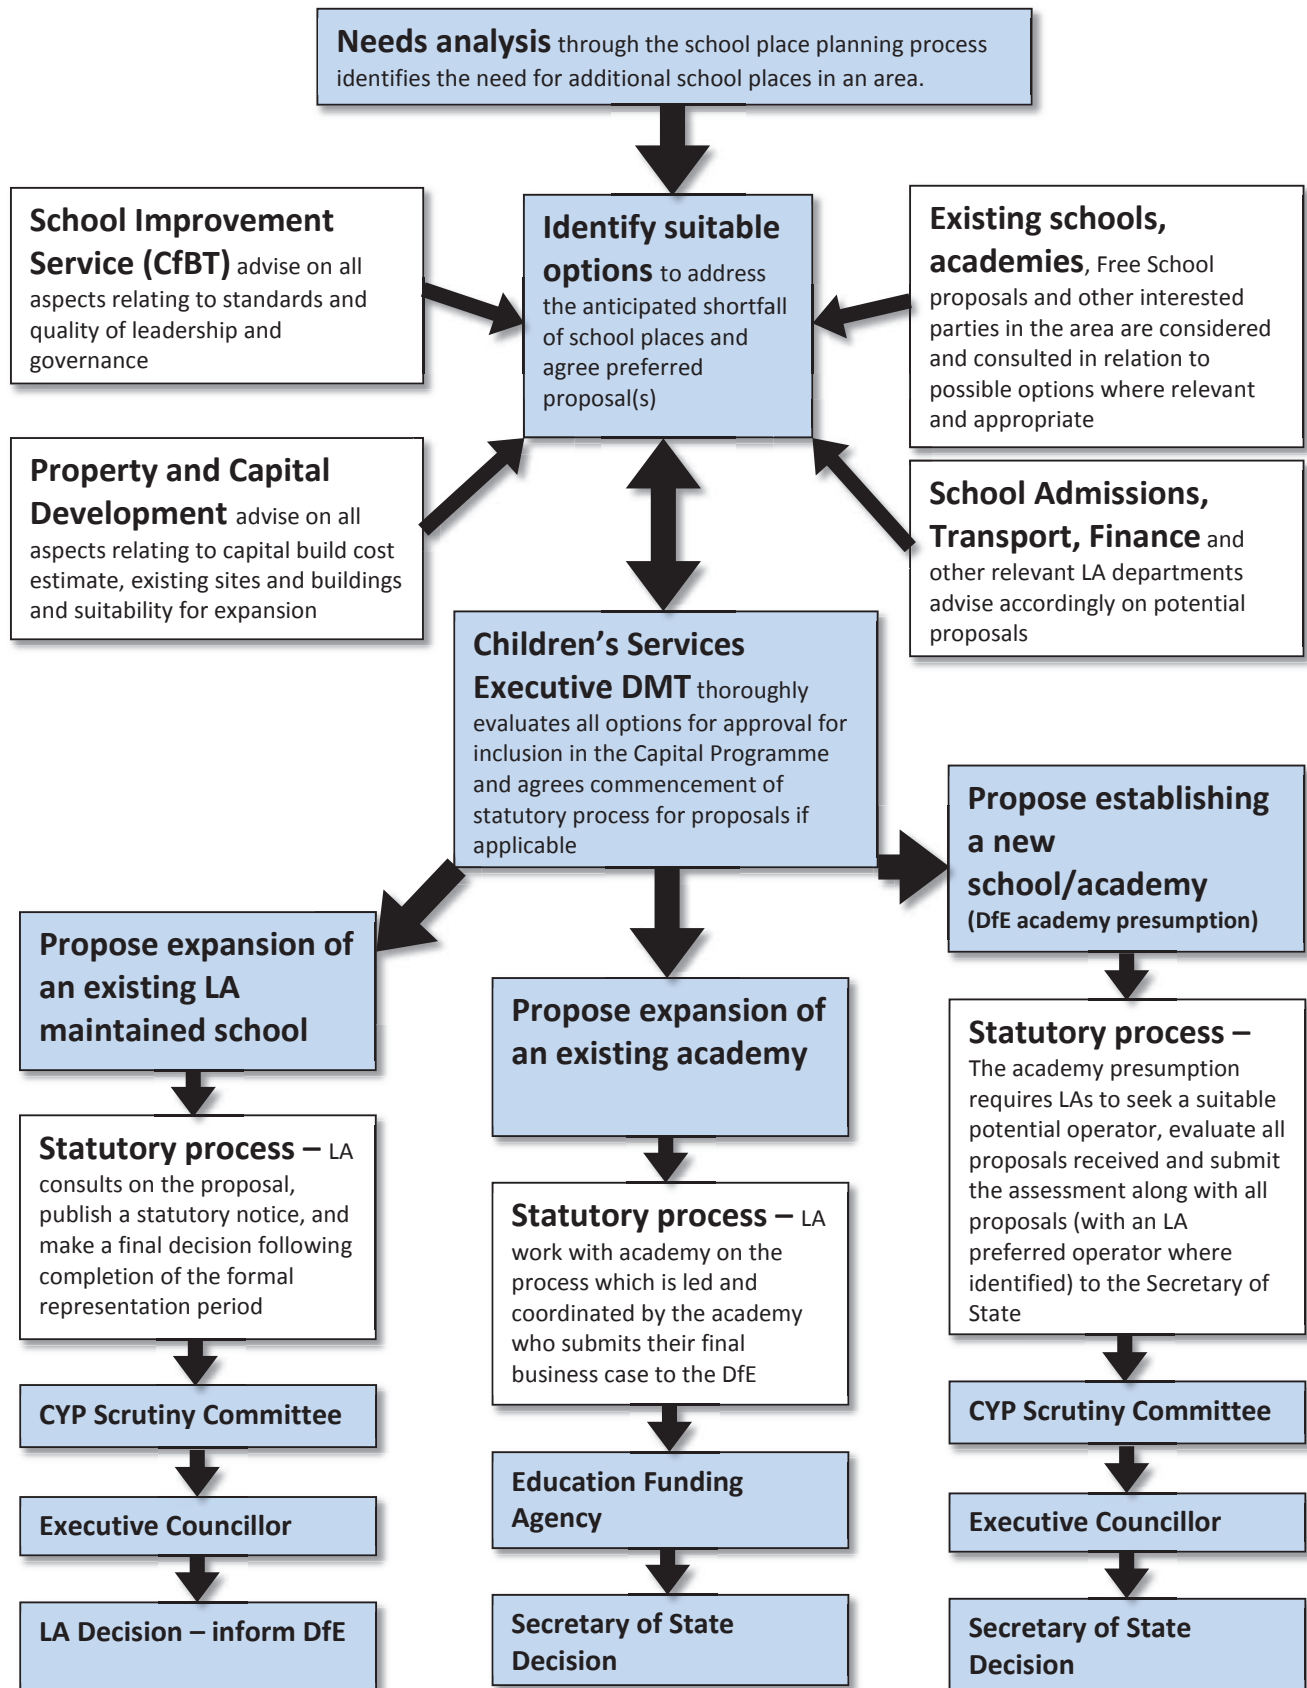 Needs analysis through the school place planning process
identifies the need for additional school places in an area.
School Improvement
Service (CfBT) advise on all
aspects relating to standards and
quality of leadership and
governance
Identify suitable
options to address
the anticipated shortfall
of school places and
agree preferred
proposal(s)
Existing schools,
academies, Free School
proposals and other interested
parties in the area are considered
and consulted in relation to
possible options where relevant
and appropriate
Property and Capital
Development advise on all
aspects relating to capital build cost
estimate, existing sites and buildings
and suitability for expansion
School Admissions,
Transport, Finance and
other relevant LA departments
advise accordingly on potential
proposals
Children’s Services
Executive DMT thoroughly
evaluates all options for approval for
inclusion in the Capital Programme
and agrees commencement of
statutory process for proposals if
applicable
Propose expansion of
an existing LA
maintained school
Statutory process – LA
consults on the proposal,
publish a statutory notice, and
make a final decision following
completion of the formal
representation period
CYP Scrutiny Committee
Executive Councillor
LA Decision – inform DfE
Propose expansion of
an existing academy
Statutory process – LA
work with academy on the
process which is led and
coordinated by the academy
who submits their final
business case to the DfE
Education Funding
Agency
Secretary of State
Decision
Propose establishing
a new
school/academy
(DfE academy presumption)
Statutory process –
The academy presumption
requires LAs to seek a suitable
potential operator, evaluate all
proposals received and submit
the assessment along with all
proposals (with an LA
preferred operator where
identified) to the Secretary of
State
CYP Scrutiny Committee
Executive Councillor
Secretary of State
Decision